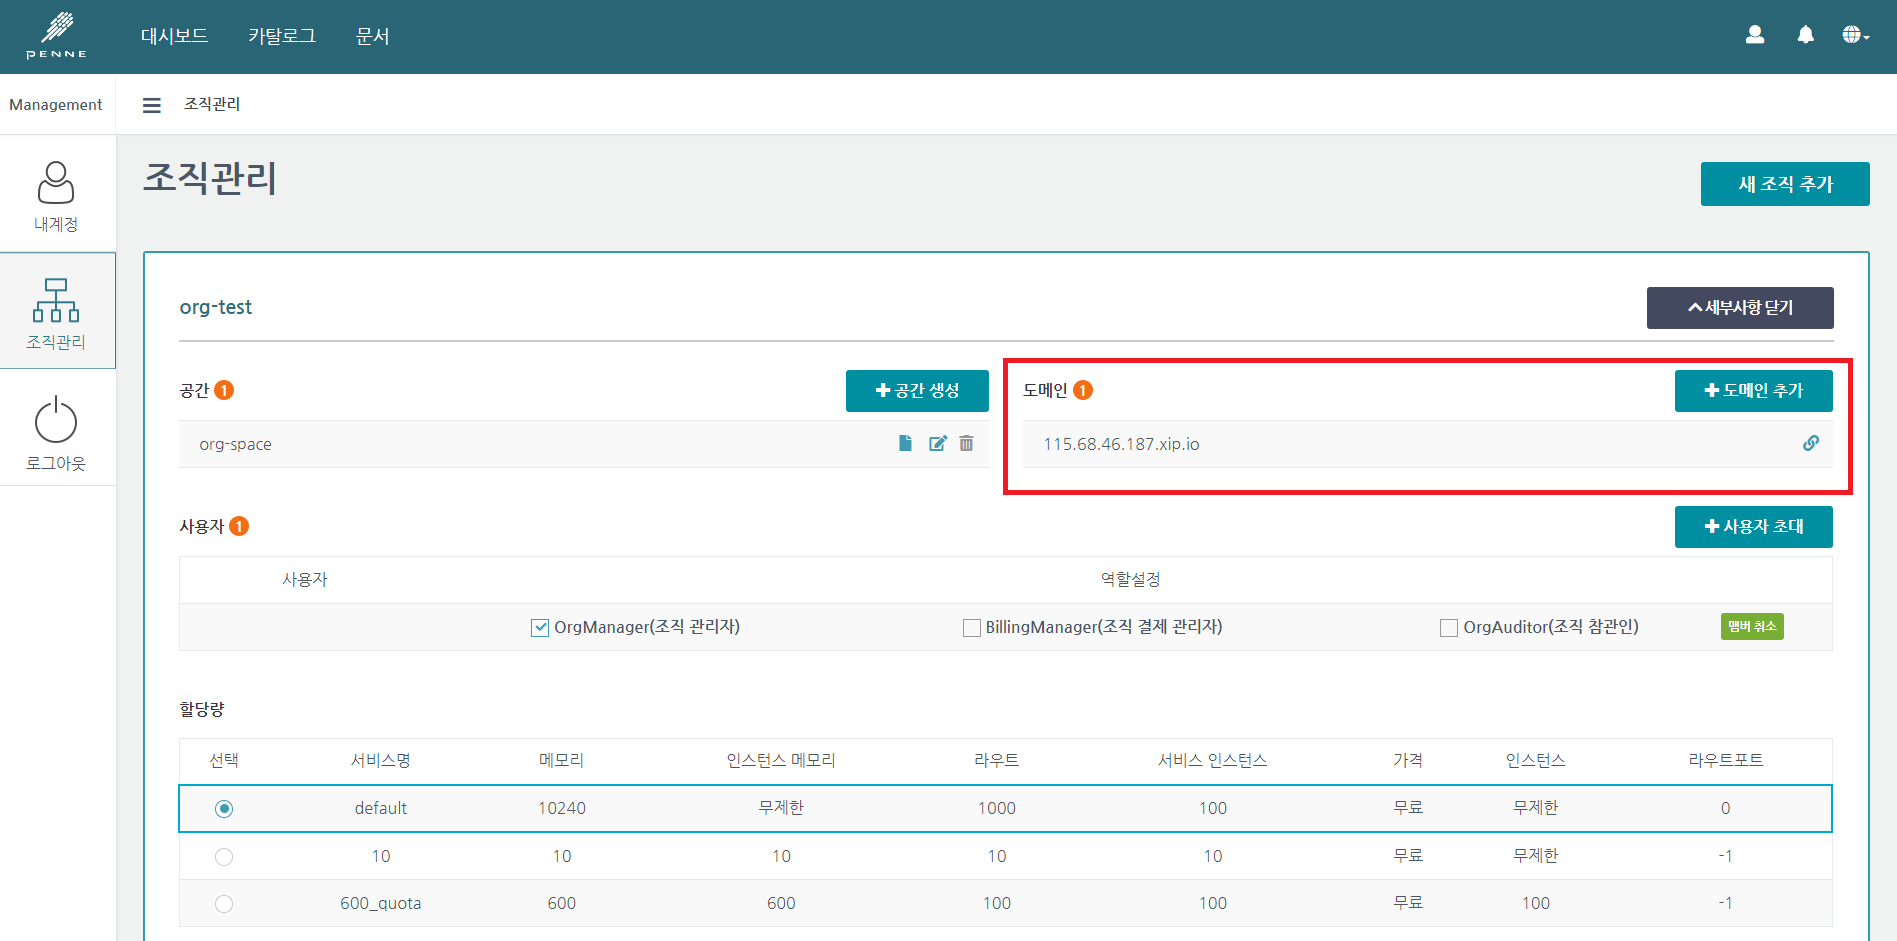 PENNE 대시보드 카탈로그 문서
Management 조직관리
조직관리
새 조직 추가
내계정
조직관리
로그아웃
org-test 세부사항 닫기
공간 1 공간 생성 도메인 1 도메인 추가
org-space 115.68.46.187.xip.io
사용자 1 사용자 초대
사용자 역할설정
OrgManager(조직 관리자) BillingManager(조직 결제 관리자) OrgAuditor(조직 참관인) 멤버 취소
할당량
선택 서비스명 메모리 인스턴스 메모리 라우트 서비스 인스턴스 가격 인스턴스 라우트포트
default 10240 무제한 1000 100 무료 무제한 0
10 10 10 10 10 무료 무제한 -1
600_quota 600 600 100 100 무료 100 -1